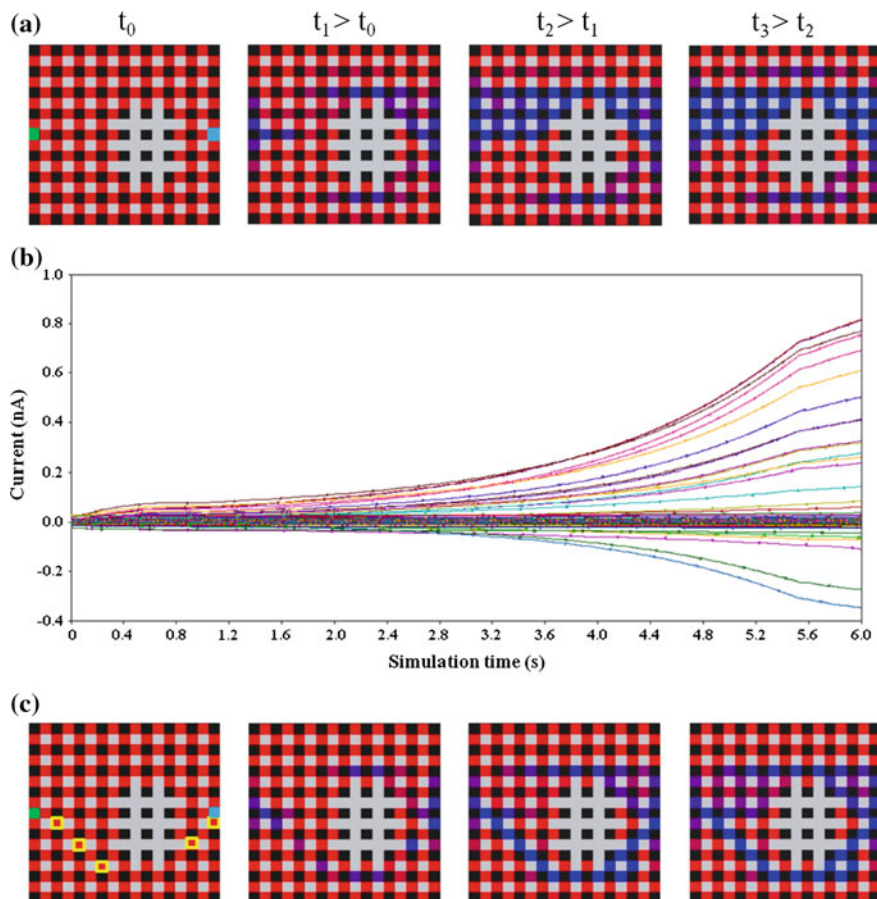 (a) t₀ t₁ > t₀ t₂ > t₁ t₃ > t₂
(b)
1.0
0.8
0.6
0.4
0.2
0.0
-0.2
-0.4
Current (nA)
0 0.4 0.8 1.2 1.6 2.0 2.4 2.8 3.2 3.6 4.0 4.4 4.8 5.2 5.6 6.0
Simulation time (s)
(c)